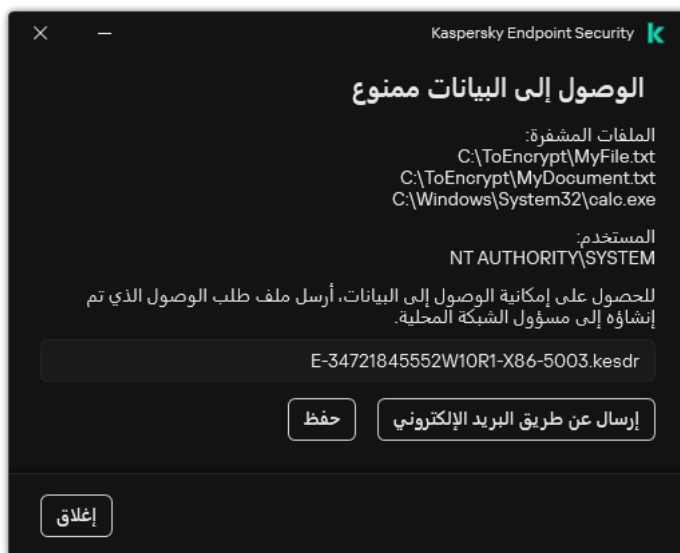 Kaspersky Endpoint Security
الوصول إلى البيانات ممنوع
الملفات المشفرة:
C:\ToEncrypt\MyFile.txt
C:\ToEncrypt\MyDocument.txt
C:\Windows\System32\calc.exe
المستخدم:
NT AUTHORITY\SYSTEM
للحصول على إمكانية الوصول إلى البيانات، أرسل ملف طلب الوصول الذي تم
إنشاؤه إلى مسؤول الشبكة المحلية.
E-34721845552W10R1-X86-5003.kesdr
إرسال عن طريق البريد الإلكتروني
حفظ
إغلاق